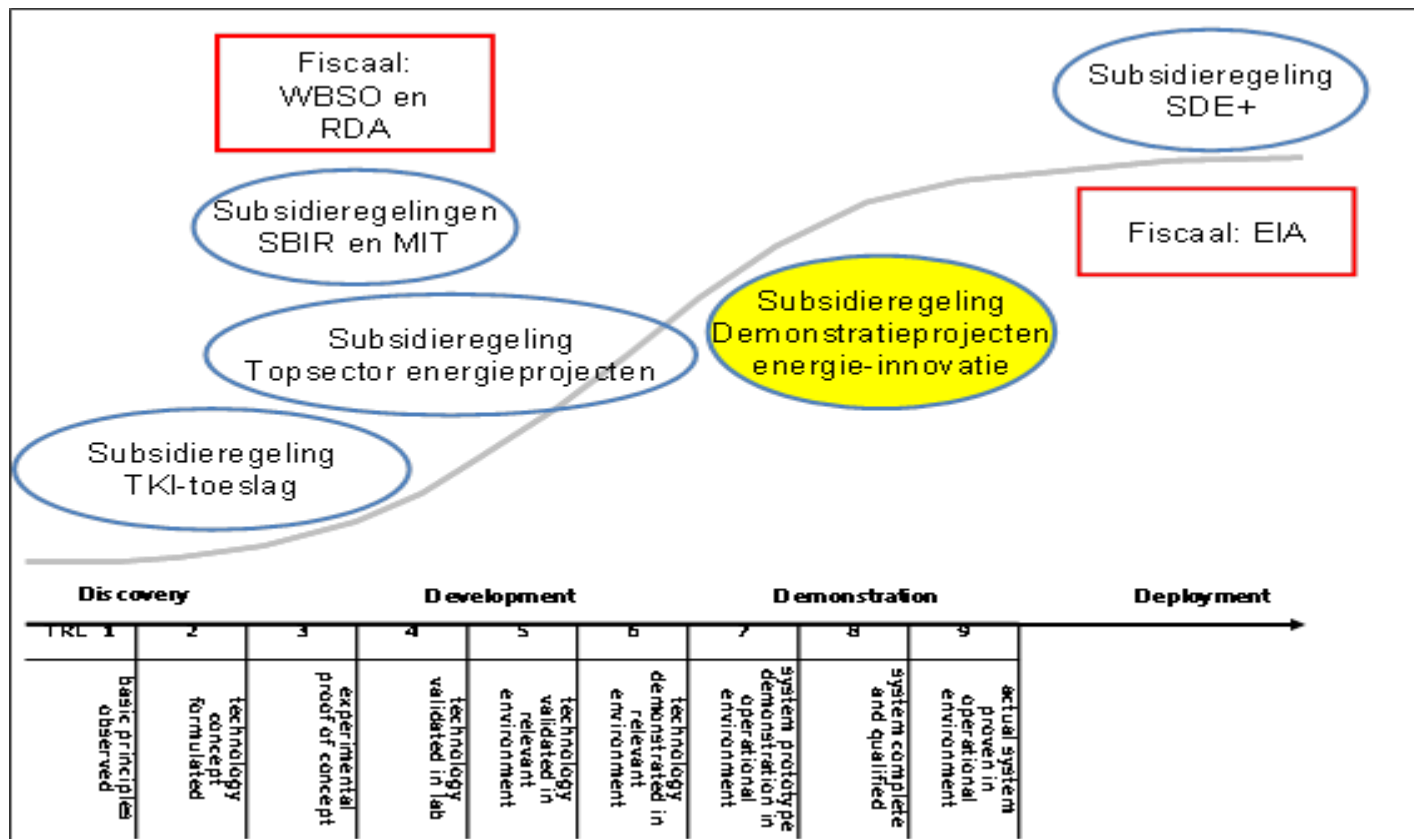 Fiscaal:
WBSO en
RDA
Subsidieregeling
SDE+
Subsidieregelingen
SBIR en MIT
Fiscaal: EIA
Subsidieregeling
Demonstratieprojecten
energie-innovatie
Subsidieregeling
Topsector energieprojecten
Subsidieregeling
TKI-toeslag
Discovery Development Demonstration Deployment
TRL 1 2 3 4 5 6 7 8 9
basic principles
observed
technology
concept
formulated
experimental
proof of concept
technology
validated in lab
technology
validated in
relevant
environment
technology
demonstrated in
relevant
environment
system prototype
demonstration in
operational
environment
system complete
and qualified
actual system
proven in
operational
environment